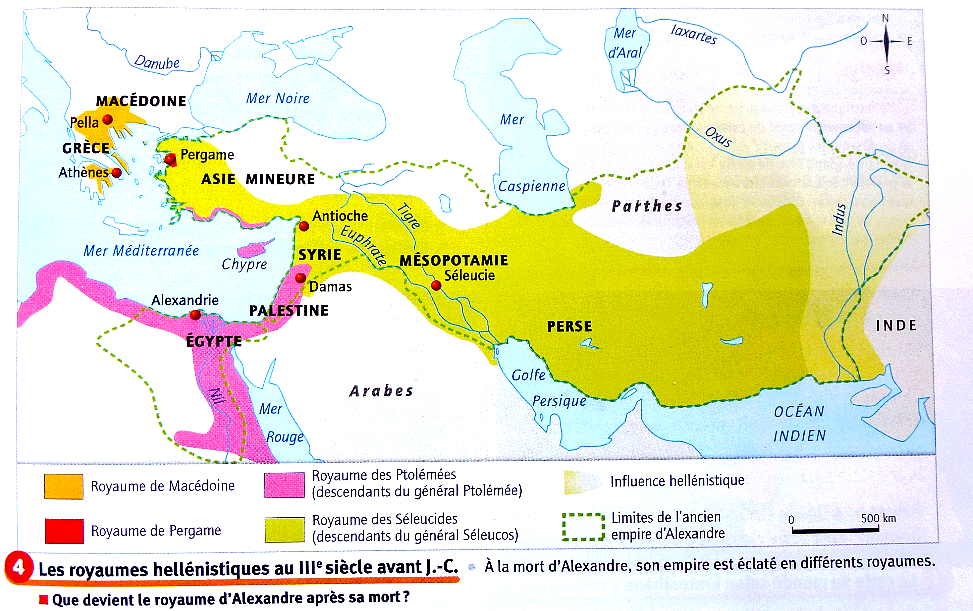 N
O
E
S
Mer
d'Aral
Iaxartes
Danube
Mer Noire
MACÉDOINE
Pella
GRÈCE
Athènes
Pergame
ASIE MINEURE
Mer
Caspienne
Oxus
Parthes
Indus
Antioche
Tigre
Euphrate
SYRIE
MÉSOPOTAMIE
Séleucie
Mer Méditerranée
Chypre
Damas
Alexandrie
PALESTINE
ÉGYPTE
PERSE
INDE
Nil
Mer
Rouge
Arabes
Golfe
Persique
OCÉAN
INDIEN
Royaume de Macédoine
Royaume de Pergame
Royaume des Ptolémées
(descendants du général Ptolémée)
Royaume des Séleucides
(descendants du général Séleucos)
Influence hellénistique
Limites de l'ancien
empire d'Alexandre
0 500 km
4 Les royaumes hellénistiques au IIIe siècle avant J.-C. À la mort d'Alexandre, son empire est éclaté en différents royaumes.
Que devient le royaume d'Alexandre après sa mort ?